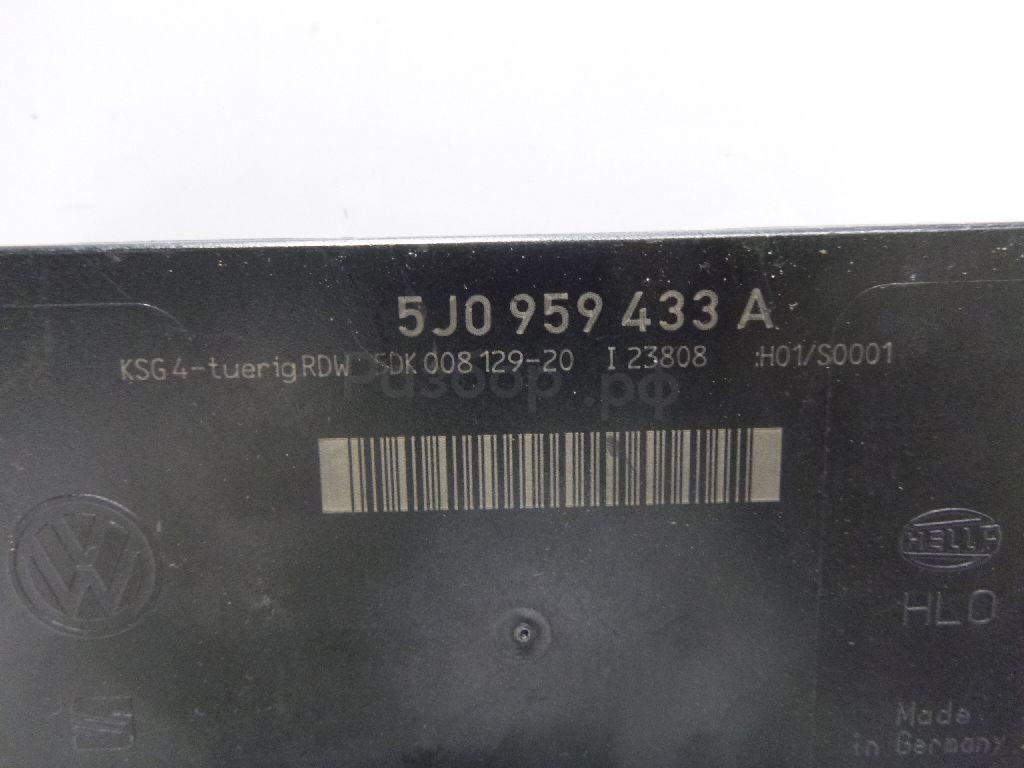 5J0 959 433 A
KSG 4-tuerig RDW 5DK 008 129-20 I 23808 :H01/S0001
Разбор.рф
HELLA
HLO
Made
in Germany